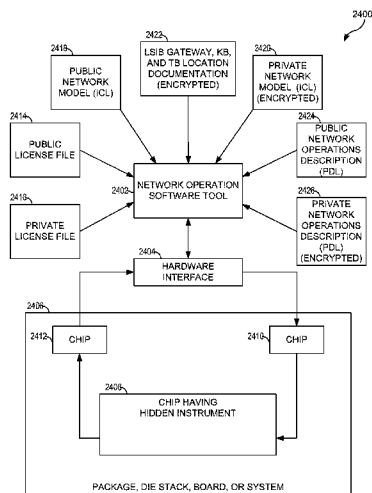 2400
2418
PUBLIC
NETWORK
MODEL (ICL)
2422
LSIB GATEWAY, KB,
AND TB LOCATION
DOCUMENTATION
(ENCRYPTED)
2420
PRIVATE
NETWORK
MODEL (ICL)
(ENCRYPTED)
2414
PUBLIC
LICENSE FILE
2402
NETWORK OPERATION
SOFTWARE TOOL
2424
PUBLIC
NETWORK
OPERATIONS
DESCRIPTION
(PDL)
2416
PRIVATE
LICENSE FILE
2426
PRIVATE
NETWORK
OPERATIONS
DESCRIPTION
(PDL)
(ENCRYPTED)
2404
HARDWARE
INTERFACE
2406
2412
CHIP
2410
CHIP
2408
CHIP HAVING
HIDDEN INSTRUMENT
PACKAGE, DIE STACK, BOARD, OR SYSTEM